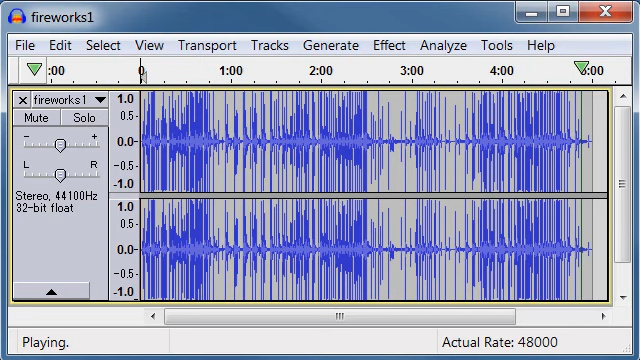 fireworks1
File Edit Select View Transport Tracks Generate Effect Analyze Tools Help
:00 0 1:00 2:00 3:00 4:00 5:00
fireworks1
Mute Solo
- +
L R
Stereo, 44100Hz
32-bit float
1.0
0.5-
0.0-
-0.5-
-1.0
1.0
0.5-
0.0-
-0.5-
-1.0
Playing.
Actual Rate: 48000